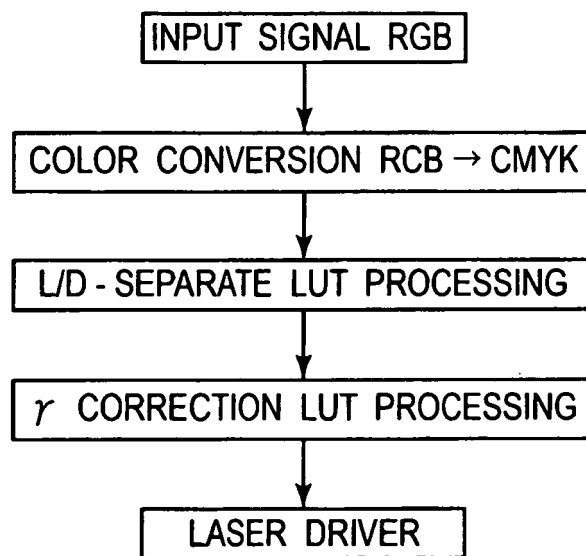 INPUT SIGNAL RGB
COLOR CONVERSION RCB → CMYK
L/D - SEPARATE LUT PROCESSING
γ CORRECTION LUT PROCESSING
LASER DRIVER